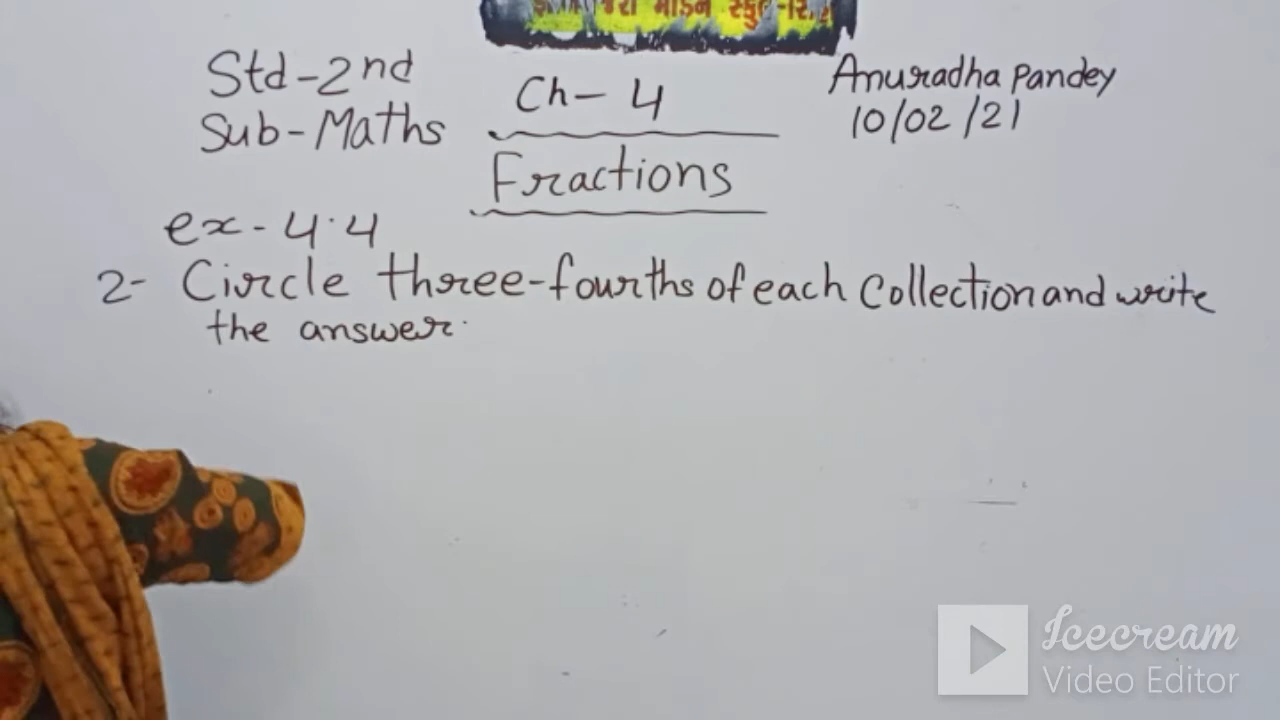 મોડર્ન સ્કુલ
Std-2nd
Sub-Maths
Ch-4
Anuradha Pandey
10/02/21
Fractions
ex-4.4
2- Circle three-fourths of each Collection and write
the answer.
Icecream
Video Editor